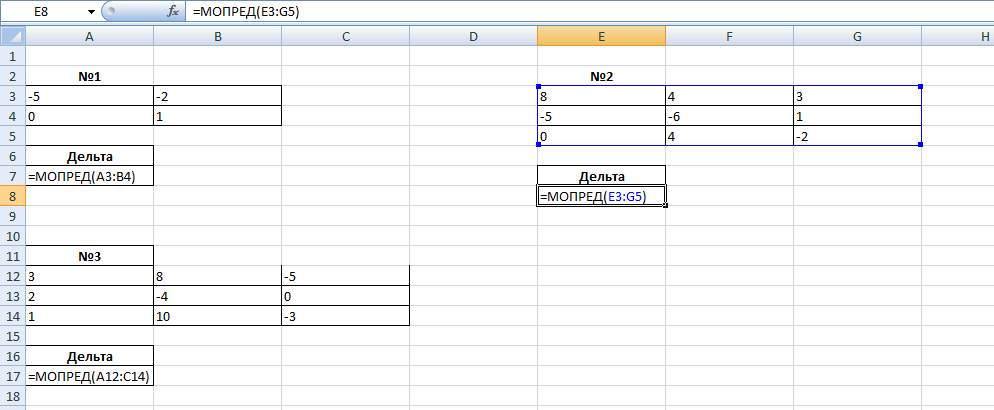 E8 fx =МОПРЕД(E3:G5)
A B C D E F G H
1
2 №1 №2
3 -5 -2 8 4 3
4 0 1 -5 -6 1
5 0 4 -2
6 Дельта
7 =МОПРЕД(A3:B4) Дельта
8 =МОПРЕД(E3:G5)
9
10
11 №3
12 3 8 -5
13 2 -4 0
14 1 10 -3
15
16 Дельта
17 =МОПРЕД(A12:C14)
18